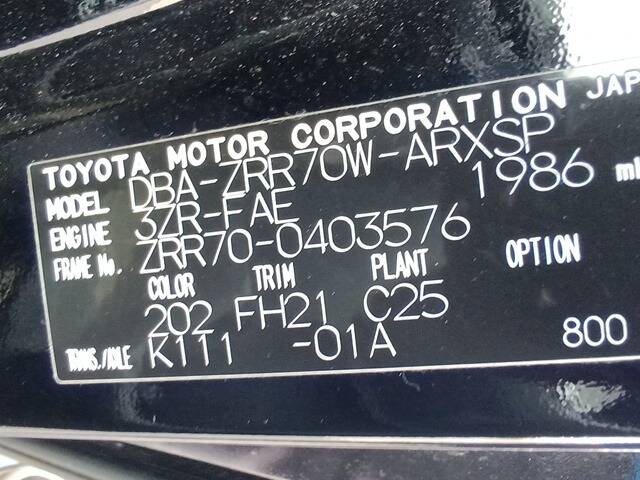 TOYOTA MOTOR CORPORATION JAP
MODEL DBA-ZRR70W-ARXSP
ENGINE 3ZR-FAE 1986 m
FRAME No. ZRR70-0403576
COLOR TRIM PLANT OPTION
202 FH21 C25
TRANS./AXLE K111 -01A 800